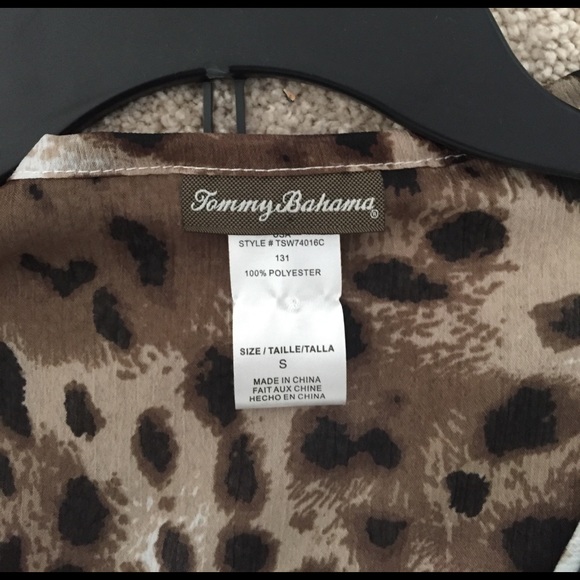 Tommy Bahama®
USA
STYLE # TSW74016C
131
100% POLYESTER
SIZE / TAILLE/TALLA
S
MADE IN CHINA
FAIT AUX CHINE
HECHO EN CHINA